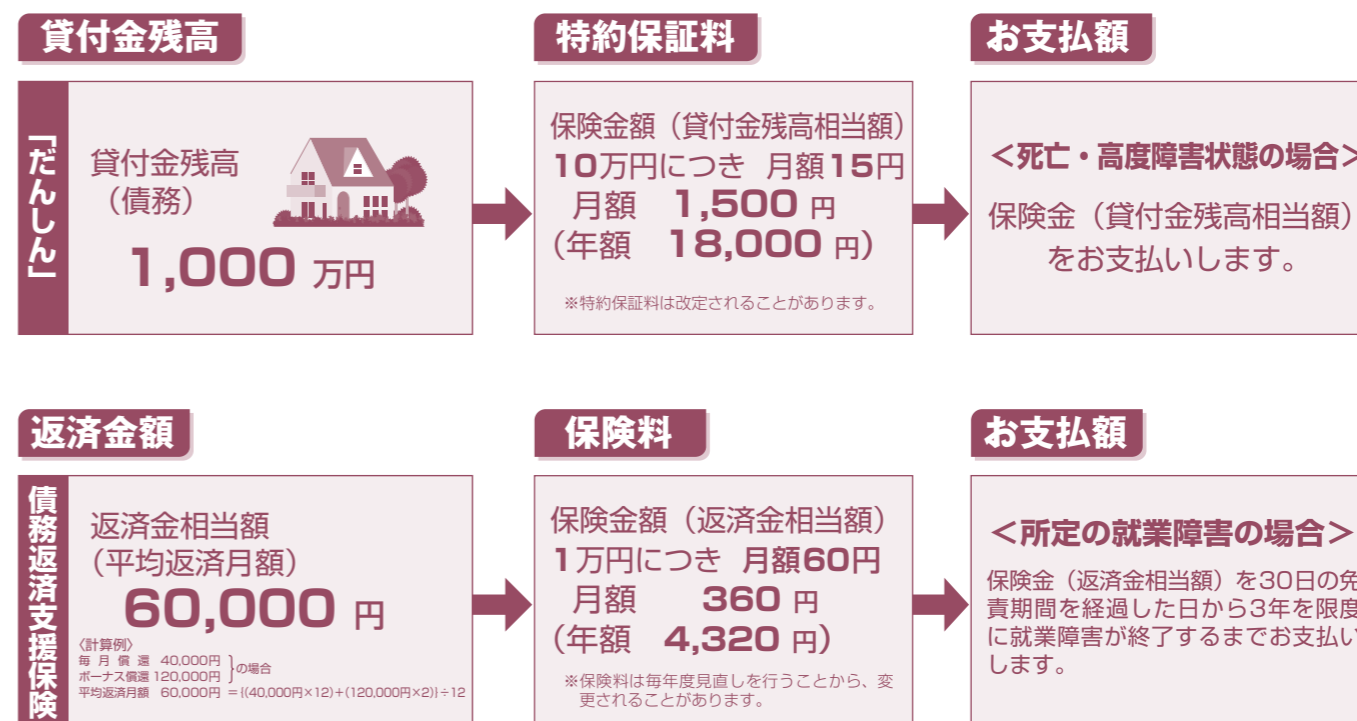 貸付金残高
特約保証料
お支払額
「だんしん」
貸付金残高
（債務）
1,000 万円
保険金額（貸付金残高相当額）
10万円につき 月額15円
月額 1,500 円
（年額 18,000 円）
※特約保証料は改定されることがあります。
＜死亡・高度障害状態の場合＞
保険金（貸付金残高相当額）
をお支払いします。
返済金額
保険料
お支払額
債務返済支援保険
返済金相当額
（平均返済月額）
60,000 円
〈計算例〉
毎月償還 40,000円
ボーナス償還 120,000円
}の場合
平均返済月額 60,000円 ={(40,000円×12)+(120,000円×2)}÷12
保険金額（返済金相当額）
1万円につき 月額60円
月額 360 円
（年額 4,320 円）
※保険料は毎年度見直しを行うことから、変
更されることがあります。
＜所定の就業障害の場合＞
保険金（返済金相当額）を30日の免
責期間を経過した日から3年を限度
に就業障害が終了するまでお支払い
します。